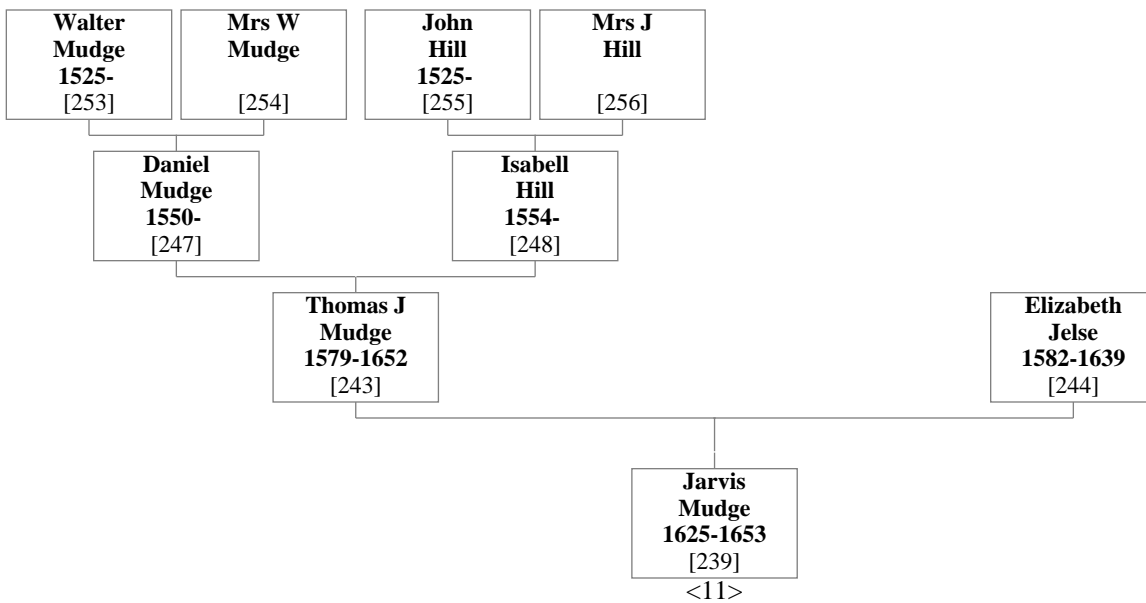 Walter
Mudge
1525-
[253]
Mrs W
Mudge
[254]
John
Hill
1525-
[255]
Mrs J
Hill
[256]
Daniel
Mudge
1550-
[247]
Isabell
Hill
1554-
[248]
Thomas J
Mudge
1579-1652
[243]
Elizabeth
Jelse
1582-1639
[244]
Jarvis
Mudge
1625-1653
[239]
<11>